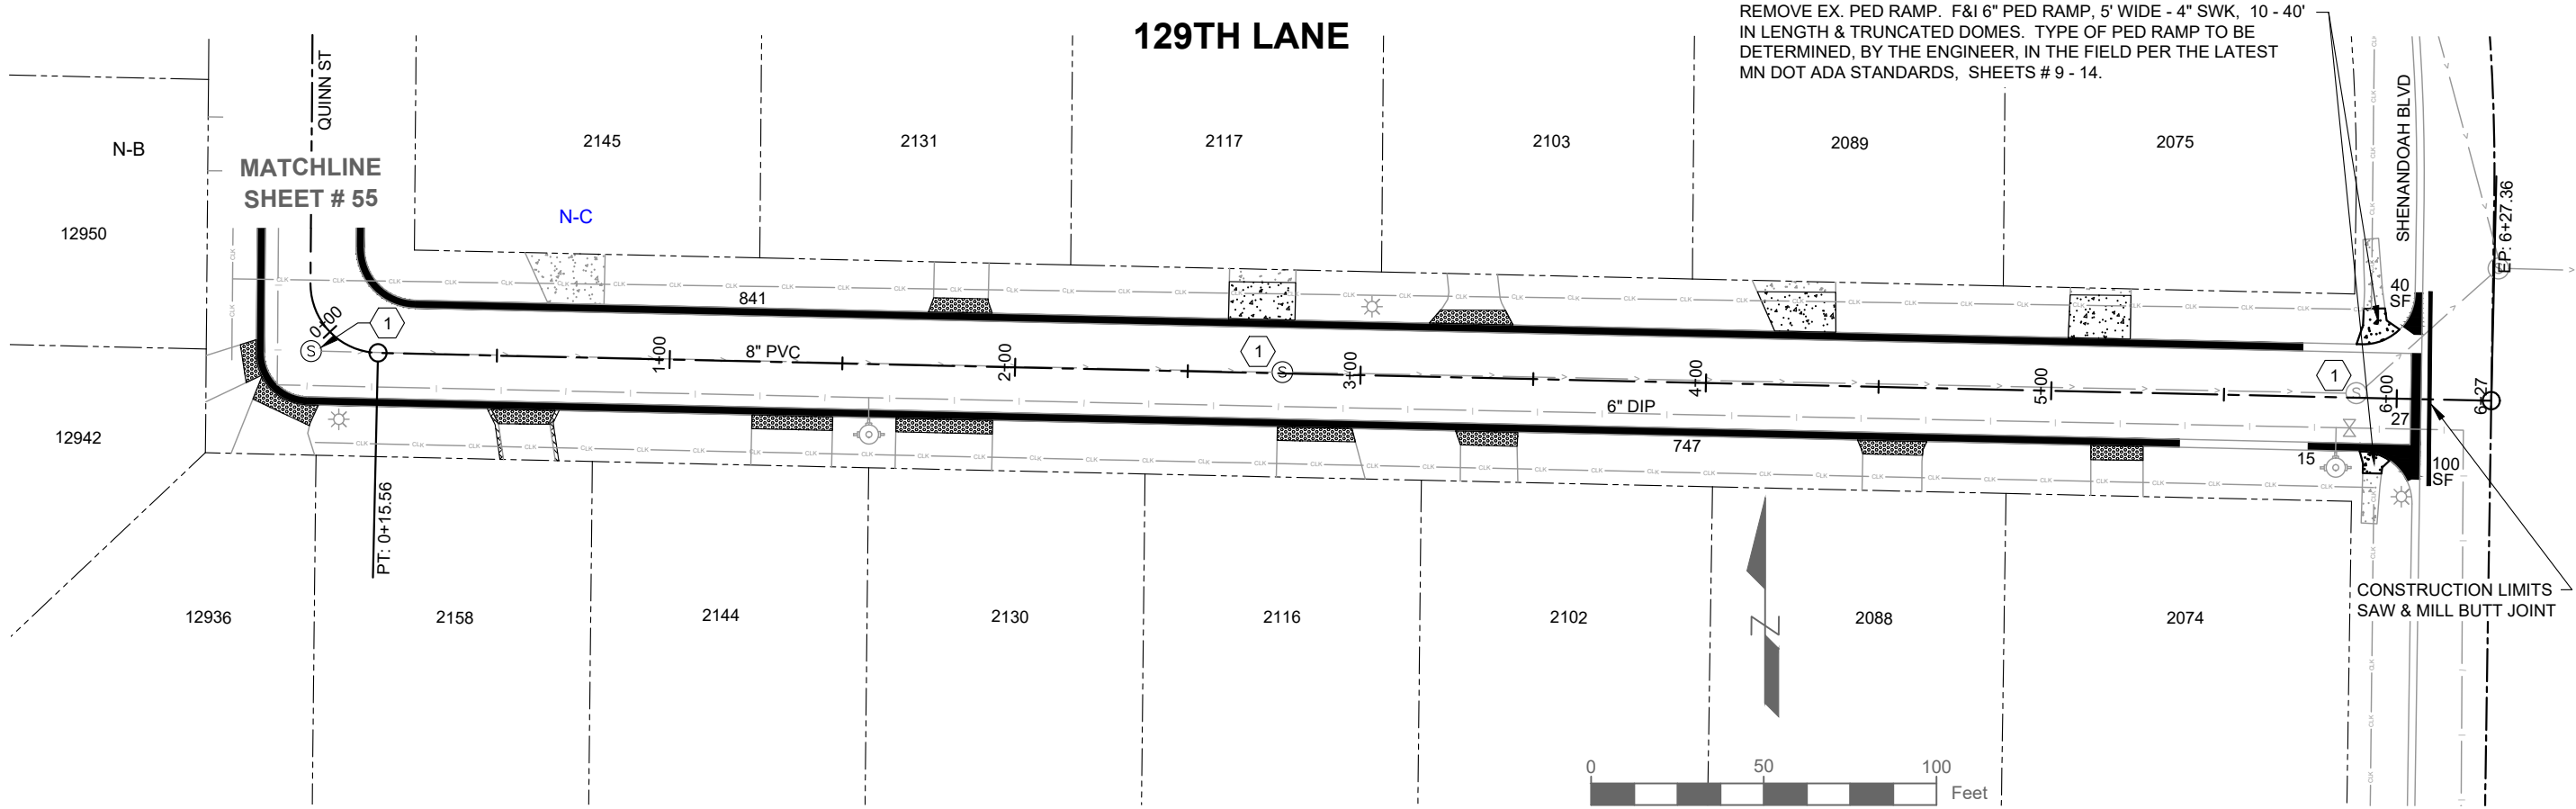 129TH LANE
REMOVE EX. PED RAMP. F&I 6" PED RAMP, 5' WIDE - 4" SWK, 10 - 40'
IN LENGTH & TRUNCATED DOMES. TYPE OF PED RAMP TO BE
DETERMINED, BY THE ENGINEER, IN THE FIELD PER THE LATEST
MN DOT ADA STANDARDS, SHEETS # 9 - 14.
QUINN ST
SHENANDOAH BLVD
N-B
2145
2131
2117
2103
2089
2075
MATCHLINE
SHEET # 55
N-C
12950
EP: 6+27.36
40
SF
841
0+00
1
S
1+00
8" PVC
2+00
1
S
3+00
4+00
5+00
1
S
6+00
6+27
27
6" DIP
747
15
100
SF
12942
PT: 0+15.56
CONSTRUCTION LIMITS
SAW & MILL BUTT JOINT
12936
2158
2144
2130
2116
2102
2088
2074
N
0
50
100
Feet
CLK